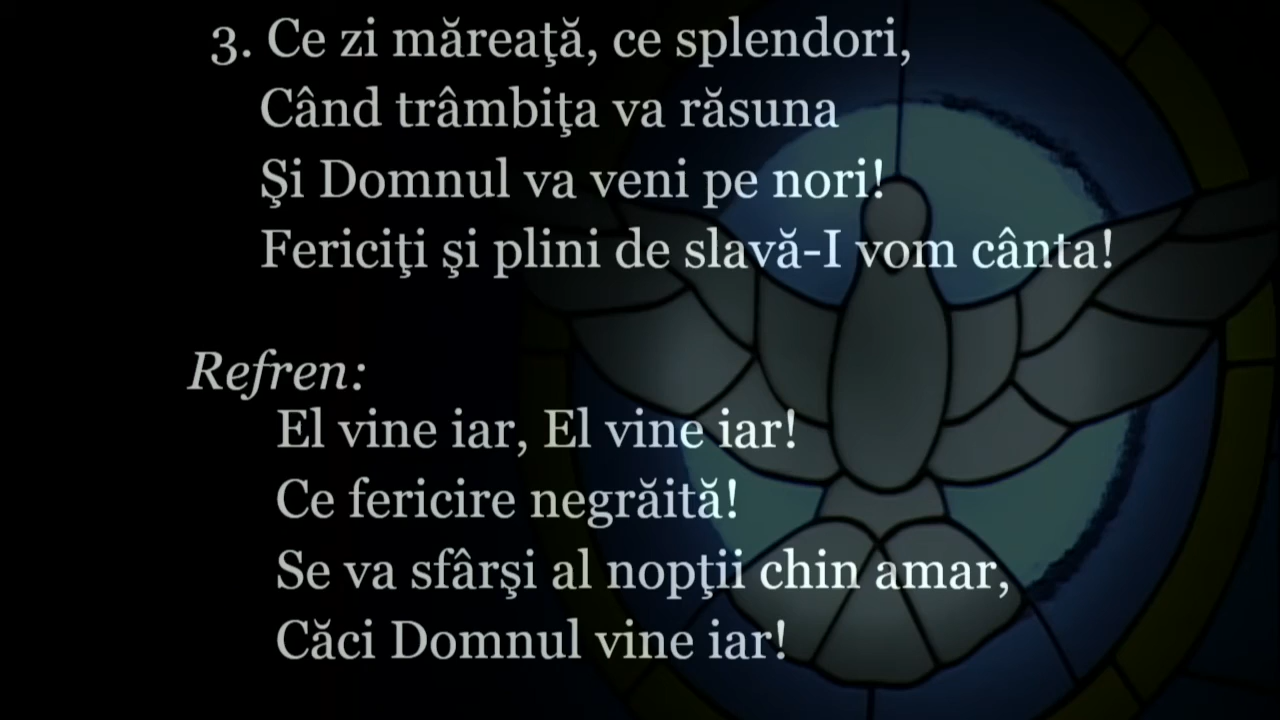 3. Ce zi măreaţă, ce splendori,
Când trâmbiţa va răsuna
Şi Domnul va veni pe nori!
Fericiţi şi plini de slavă-I vom cânta!
Refren:
El vine iar, El vine iar!
Ce fericire negrăită!
Se va sfârşi al nopţii chin amar,
Căci Domnul vine iar!